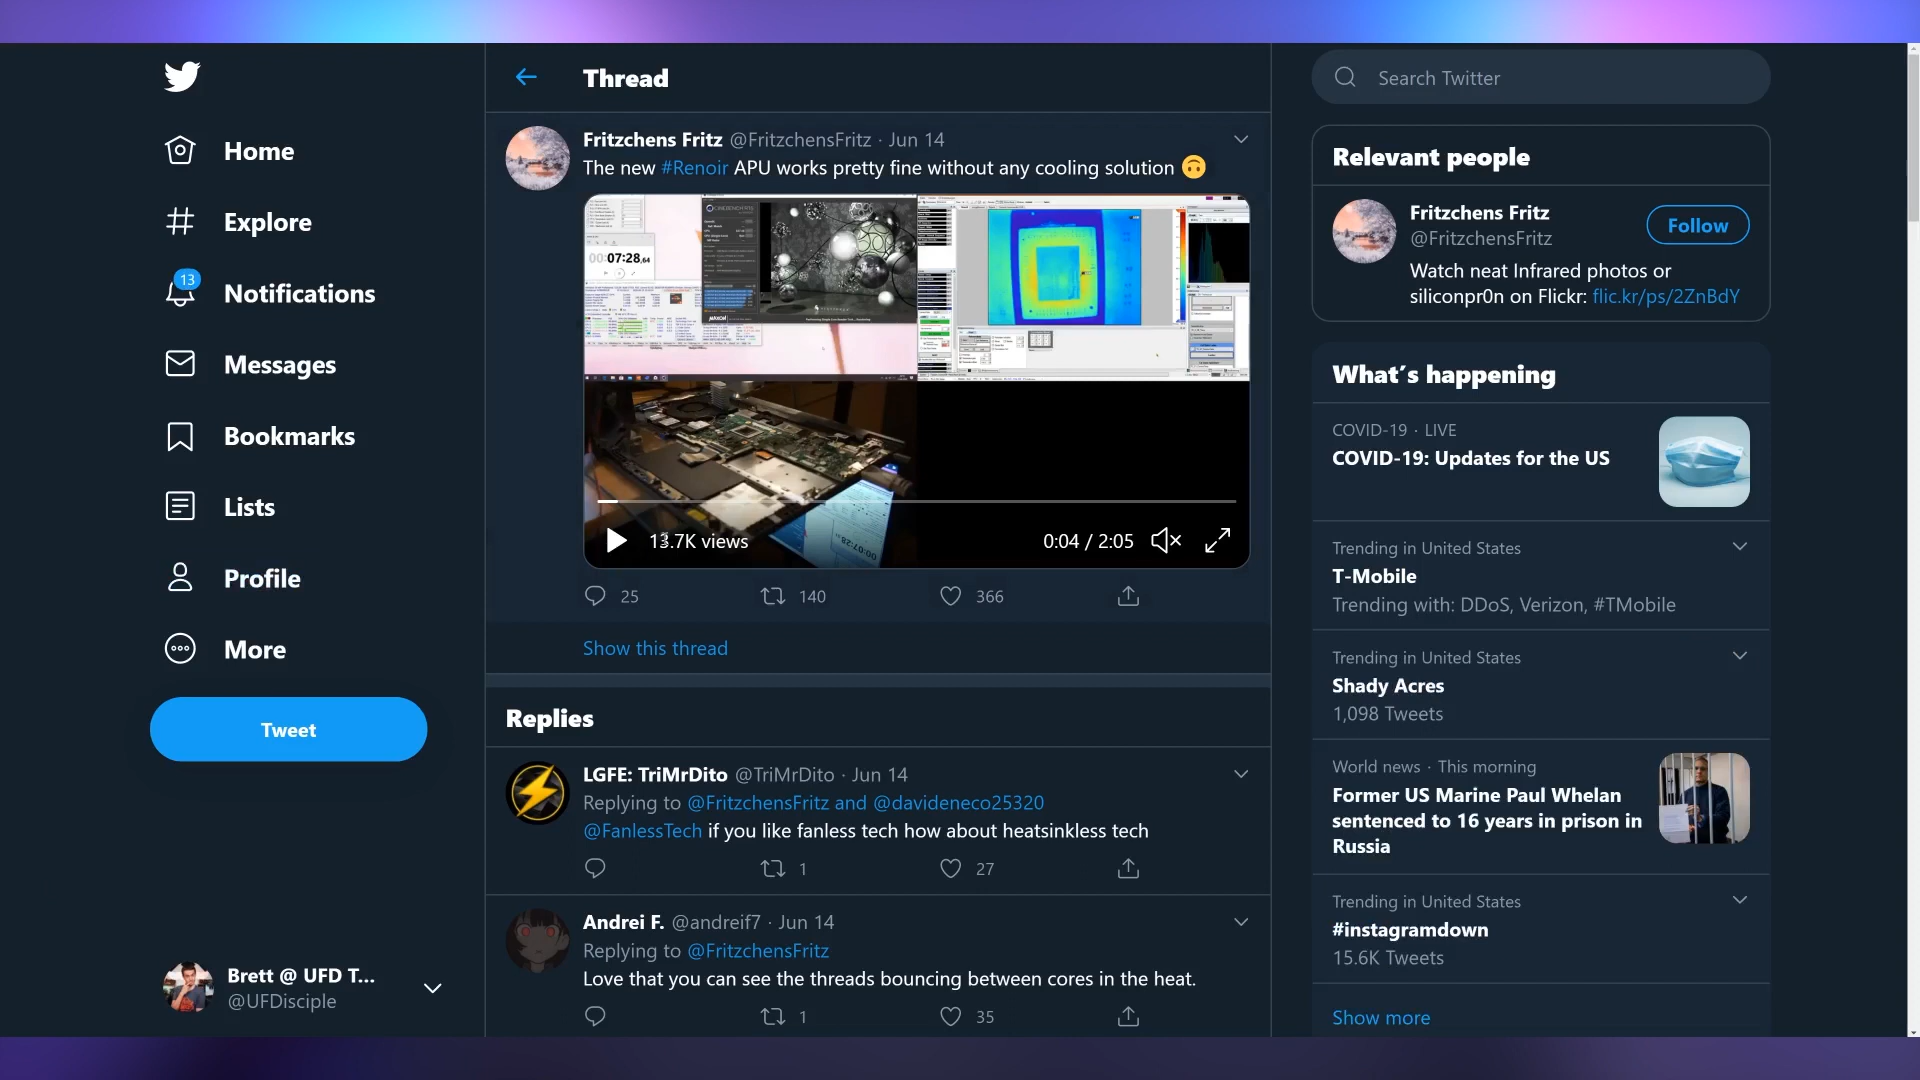 Home
Explore
13
Notifications
Messages
Bookmarks
Lists
Profile
More
Tweet
Brett @ UFD T...
@UFDisciple
Thread
Fritzchens Fritz @FritzchensFritz · Jun 14
The new #Renoir APU works pretty fine without any cooling solution 🙃
00:07:28,64
13.7K views
0:04 / 2:05
25
140
366
Show this thread
Replies
LGFE: TriMrDito @TriMrDito · Jun 14
Replying to @FritzchensFritz and @davideneco25320
@FanlessTech if you like fanless tech how about heatsinkless tech
1
27
Andrei F. @andreif7 · Jun 14
Replying to @FritzchensFritz
Love that you can see the threads bouncing between cores in the heat.
1
35
Search Twitter
Relevant people
Fritzchens Fritz
@FritzchensFritz
Follow
Watch neat Infrared photos or
siliconpr0n on Flickr: flic.kr/ps/2ZnBdY
What's happening
COVID-19 · LIVE
COVID-19: Updates for the US
Trending in United States
T-Mobile
Trending with: DDoS, Verizon, #TMobile
Trending in United States
Shady Acres
1,098 Tweets
World news · This morning
Former US Marine Paul Whelan
sentenced to 16 years in prison in
Russia
Trending in United States
#instagramdown
15.6K Tweets
Show more